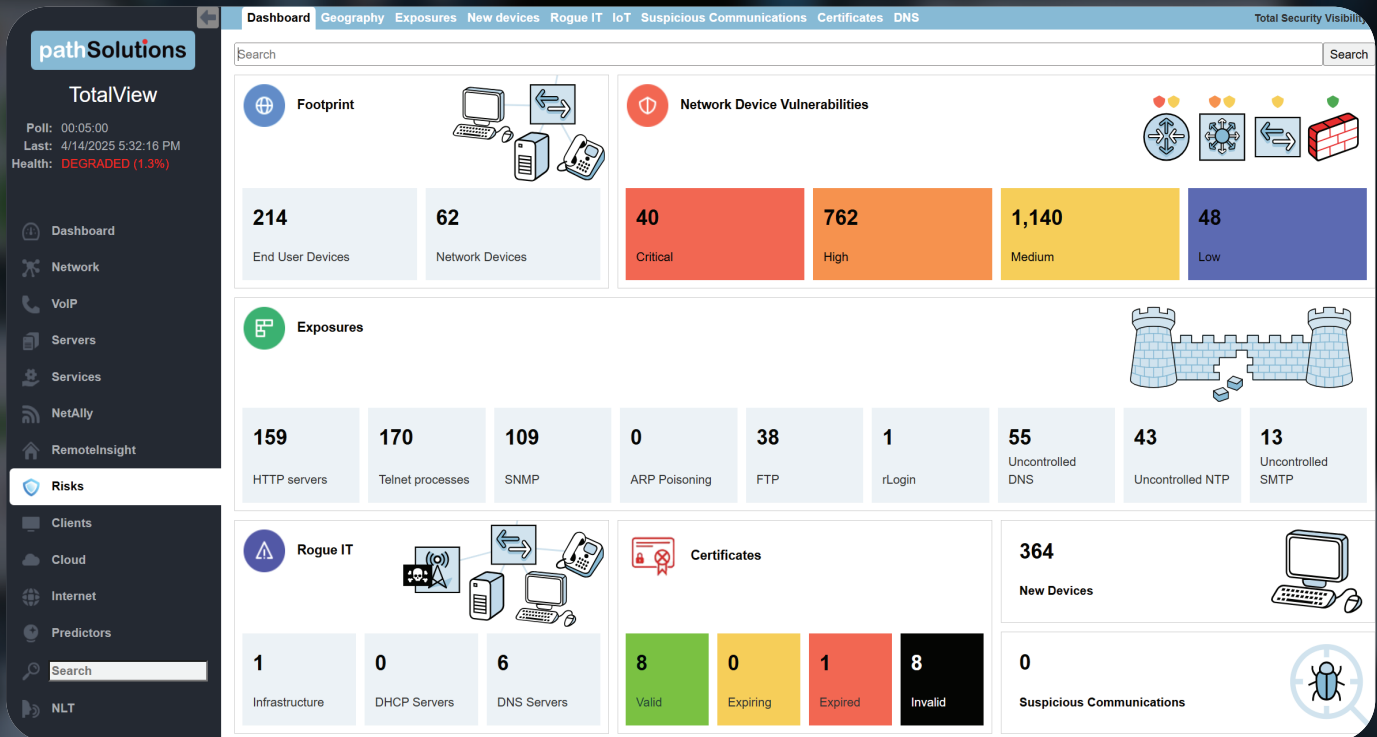 pathSolutions
TotalView
Poll: 00:05:00
Last: 4/14/2025 5:32:16 PM
Health: DEGRADED (1.3%)
Dashboard
Network
VoIP
Servers
Services
NetAlly
RemoteInsight
Risks
Clients
Cloud
Internet
Predictors
Search
NLT
Dashboard Geography Exposures New devices Rogue IT IoT Suspicious Communications Certificates DNS
Total Security Visibility
Search
Search
Footprint
214
End User Devices
62
Network Devices
Network Device Vulnerabilities
40
Critical
762
High
1,140
Medium
48
Low
Exposures
159
HTTP servers
170
Telnet processes
109
SNMP
0
ARP Poisoning
38
FTP
1
rLogin
55
Uncontrolled
DNS
43
Uncontrolled NTP
13
Uncontrolled
SMTP
Rogue IT
1
Infrastructure
0
DHCP Servers
6
DNS Servers
Certificates
8
Valid
0
Expiring
1
Expired
8
Invalid
364
New Devices
0
Suspicious Communications